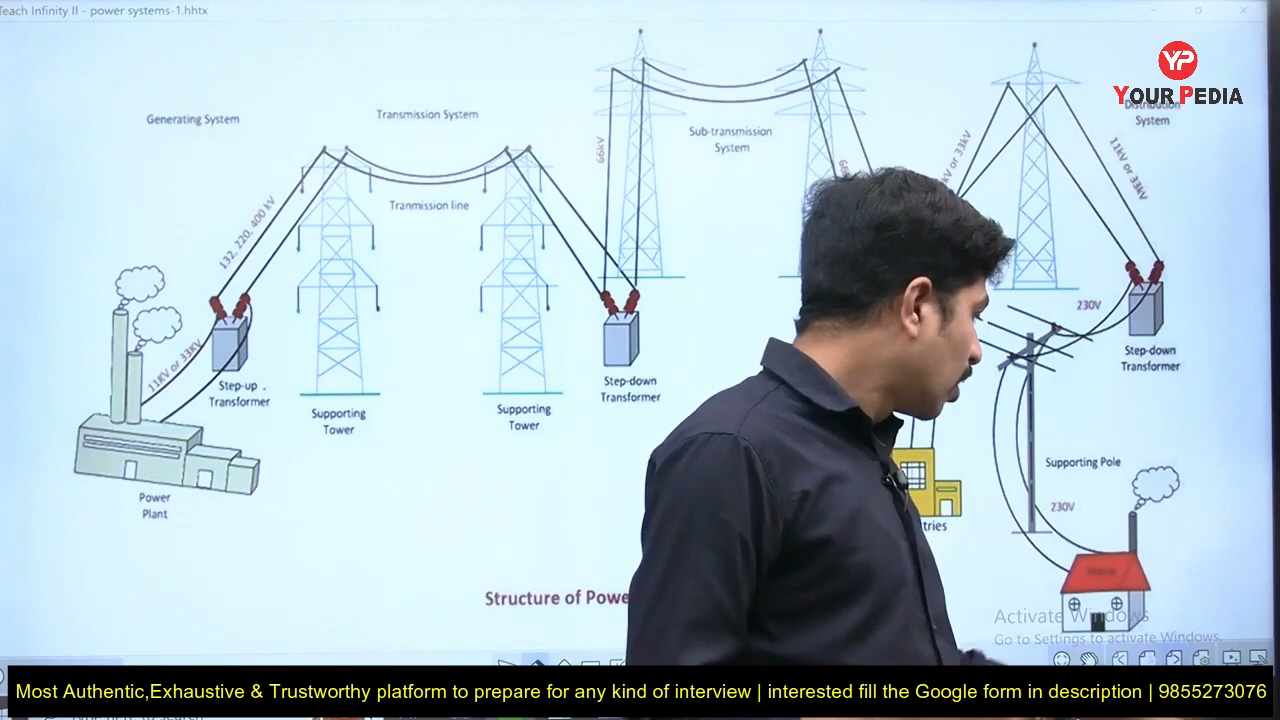 Teach Infinity II - power systems-1.hhtx
YP
YOUR PEDIA
Generating System
Transmission System
Sub-transmission
System
Distribution
System
66kV
kV or 33kV
11kV or 33kV
Tranmission line
132, 220, 400 kV
11KV or 33KV
230V
Step-up
Transformer
Supporting
Tower
Supporting
Tower
Step-down
Transformer
Step-down
Transformer
Supporting Pole
230V
Power
Plant
tries
Structure of Powe
Activate Windows
Go to Settings to activate Windows.
Most Authentic,Exhaustive & Trustworthy platform to prepare for any kind of interview | interested fill the Google form in description | 9855273076